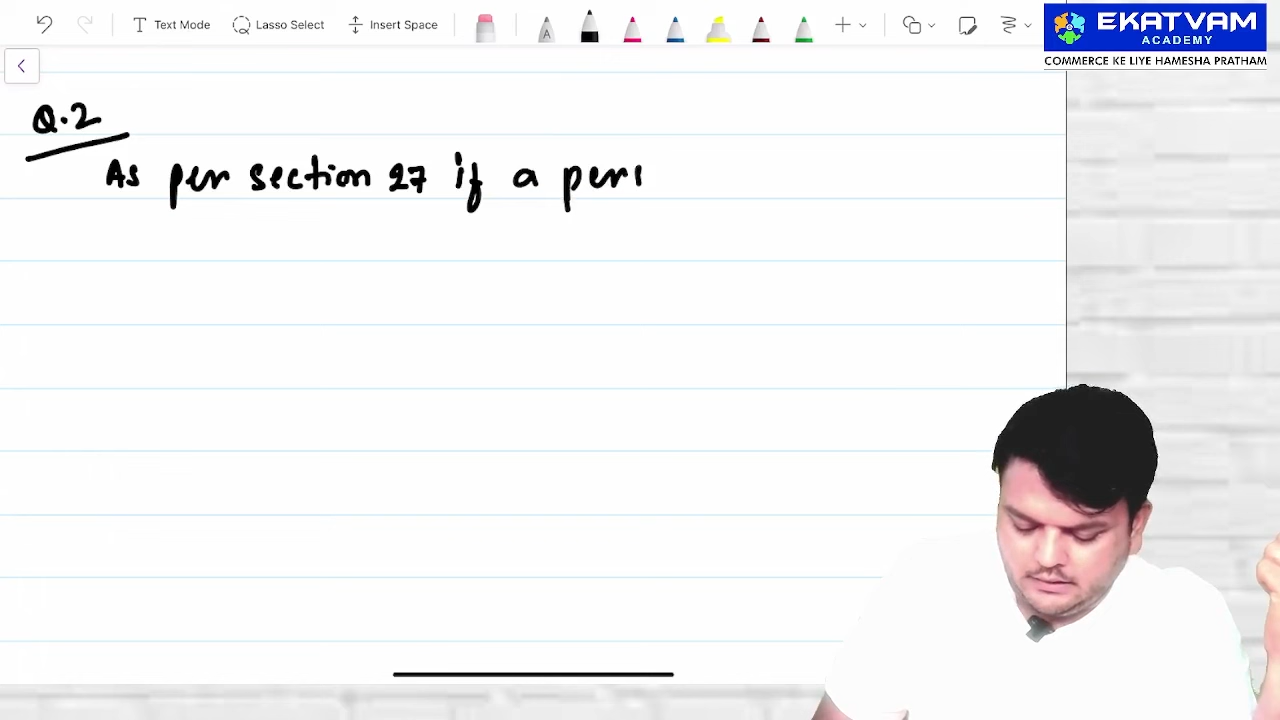 Text Mode Lasso Select Insert Space
A
EKATVAM
ACADEMY
COMMERCE KE LIYE HAMESHA PRATHAM
Q.2
As per section 27 if a pers